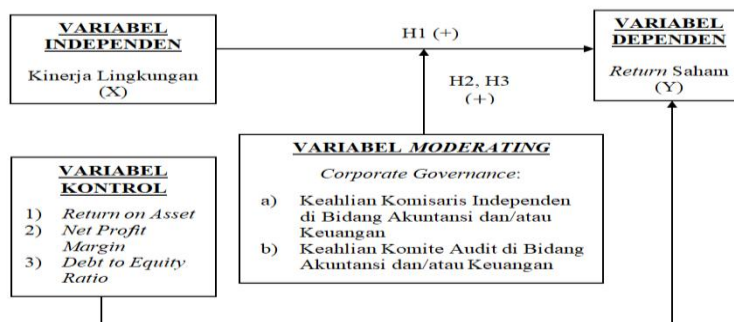 VARIABEL
INDEPENDEN
Kinerja Lingkungan
(X)
H1 (+)
VARIABEL
DEPENDEN
Return Saham
(Y)
H2, H3
(+)
VARIABEL
KONTROL
1) Return on Asset
2) Net Profit
Margin
3) Debt to Equity
Ratio
VARIABEL MODERATING
Corporate Governance:
a) Keahlian Komisaris Independen
di Bidang Akuntansi dan/atau
Keuangan
b) Keahlian Komite Audit di Bidang
Akuntansi dan/atau Keuangan